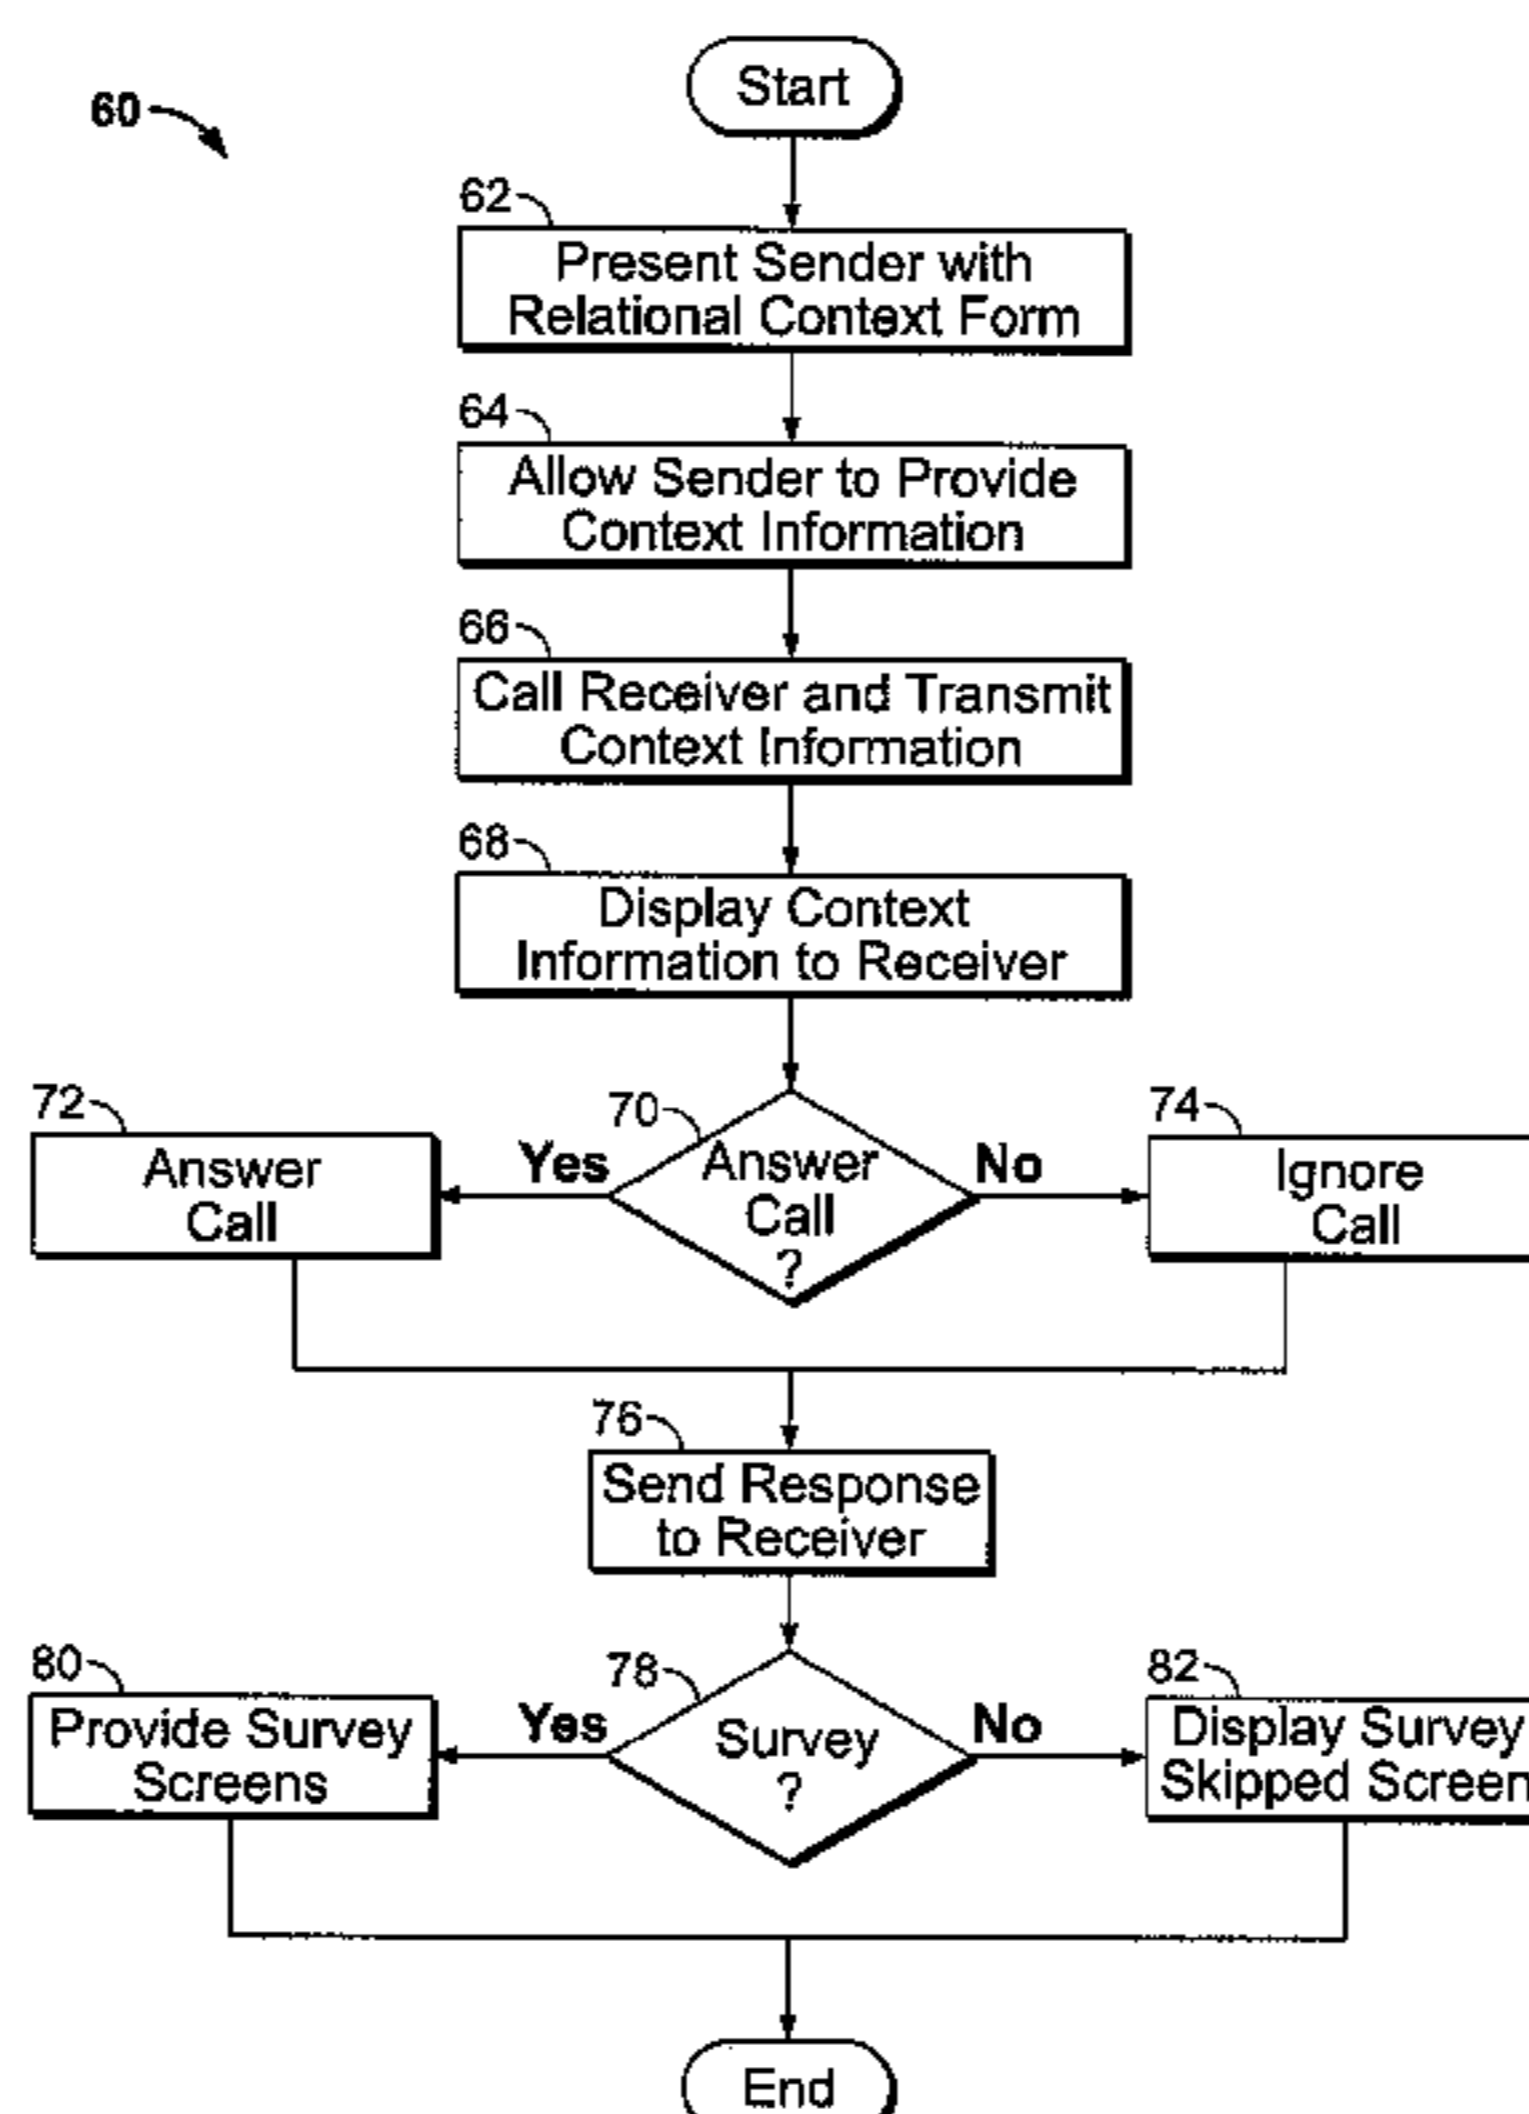 60
Start
62
Present Sender with
Relational Context Form
64
Allow Sender to Provide
Context Information
66
Call Receiver and Transmit
Context Information
68
Display Context
Information to Receiver
70
Answer
Call
?
Yes
No
72
Answer
Call
74
Ignore
Call
76
Send Response
to Receiver
78
Survey
?
Yes
No
80
Provide Survey
Screens
82
Display Survey
Skipped Screen
End